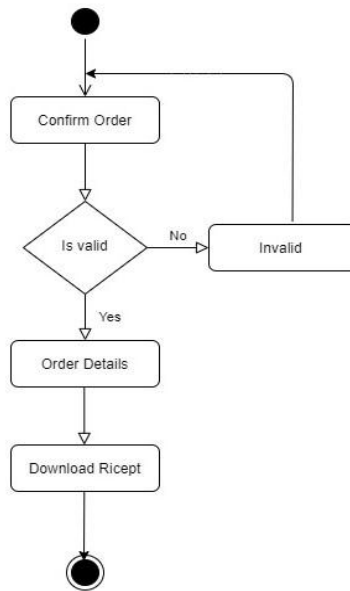 Confirm Order
Is valid
No
Invalid
Yes
Order Details
Download Ricept